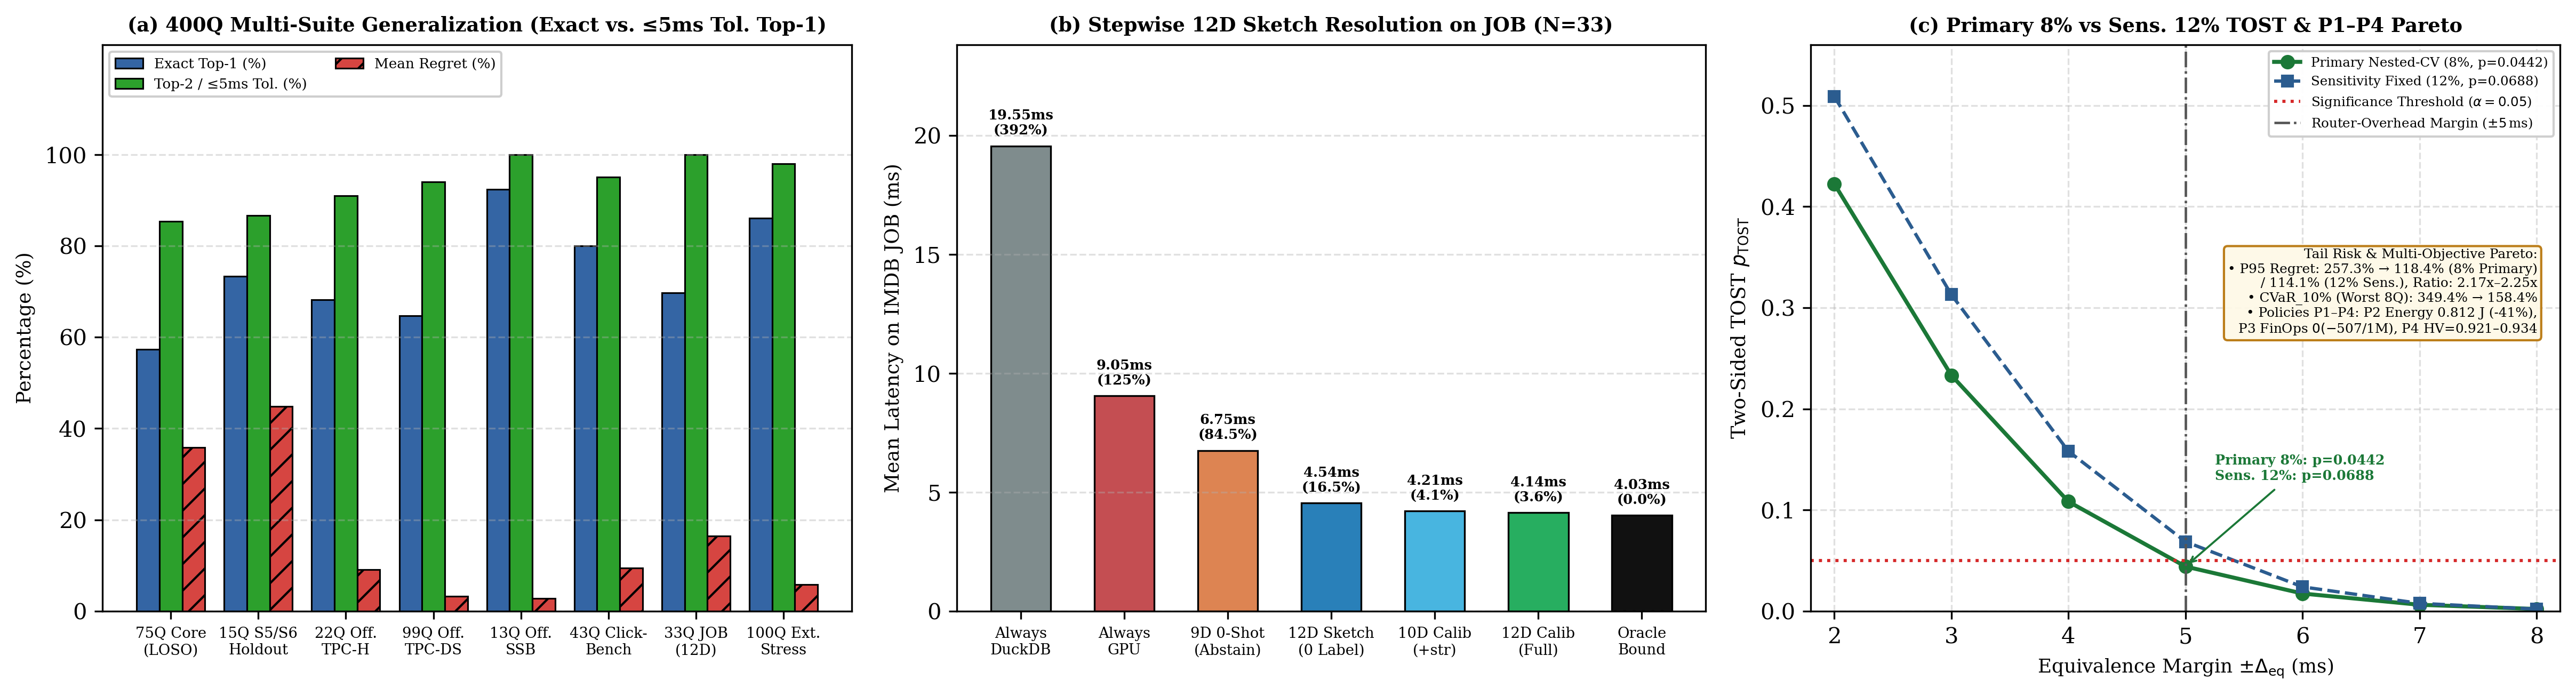 (a) 400Q Multi-Suite Generalization (Exact vs. ≤5ms Tol. Top-1)
Exact Top-1 (%)
Top-2 / ≤5ms Tol. (%)
Mean Regret (%)
Percentage (%)
100
80
60
40
20
0
75Q Core
(LOSO)
15Q S5/S6
Holdout
22Q Off.
TPC-H
99Q Off.
TPC-DS
13Q Off.
SSB
43Q Click-
Bench
33Q JOB
(12D)
100Q Ext.
Stress
(b) Stepwise 12D Sketch Resolution on JOB (N=33)
Mean Latency on IMDB JOB (ms)
20
15
10
5
0
19.55ms
(392%)
9.05ms
(125%)
6.75ms
(84.5%)
4.54ms
(16.5%)
4.21ms
(4.1%)
4.14ms
(3.6%)
4.03ms
(0.0%)
Always
DuckDB
Always
GPU
9D 0-Shot
(Abstain)
12D Sketch
(0 Label)
10D Calib
(+str)
12D Calib
(Full)
Oracle
Bound
(c) Primary 8% vs Sens. 12% TOST & P1–P4 Pareto
Primary Nested-CV (8%, p=0.0442)
Sensitivity Fixed (12%, p=0.0688)
Significance Threshold (α = 0.05)
Router-Overhead Margin (±5 ms)
Two-Sided TOST pTOST
0.5
0.4
0.3
0.2
0.1
0.0
Tail Risk & Multi-Objective Pareto:
• P95 Regret: 257.3% → 118.4% (8% Primary)
/ 114.1% (12% Sens.), Ratio: 2.17x–2.25x
• CVaR_10% (Worst 8Q): 349.4% → 158.4%
• Policies P1–P4: P2 Energy 0.812 J (-41%),
P3 FinOps 0(−507/1M), P4 HV=0.921–0.934
Primary 8%: p=0.0442
Sens. 12%: p=0.0688
2
3
4
5
6
7
8
Equivalence Margin ±Δeq (ms)